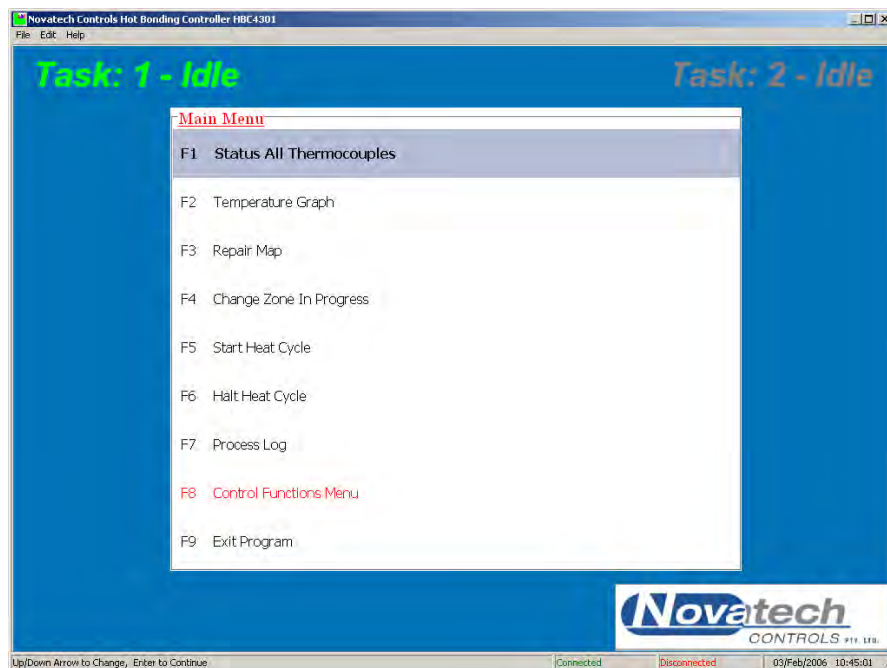 Novatech Controls Hot Bonding Controller HBC4301
File Edit Help
Task: 1 - Idle
Task: 2 - Idle
Main Menu
F1 Status All Thermocouples
F2 Temperature Graph
F3 Repair Map
F4 Change Zone In Progress
F5 Start Heat Cycle
F6 Halt Heat Cycle
F7 Process Log
F8 Control Functions Menu
F9 Exit Program
Novatech
CONTROLS PTY. LTD.
Up/Down Arrow to Change, Enter to Continue
Connected
Disconnected
03/Feb/2006 10:45:01